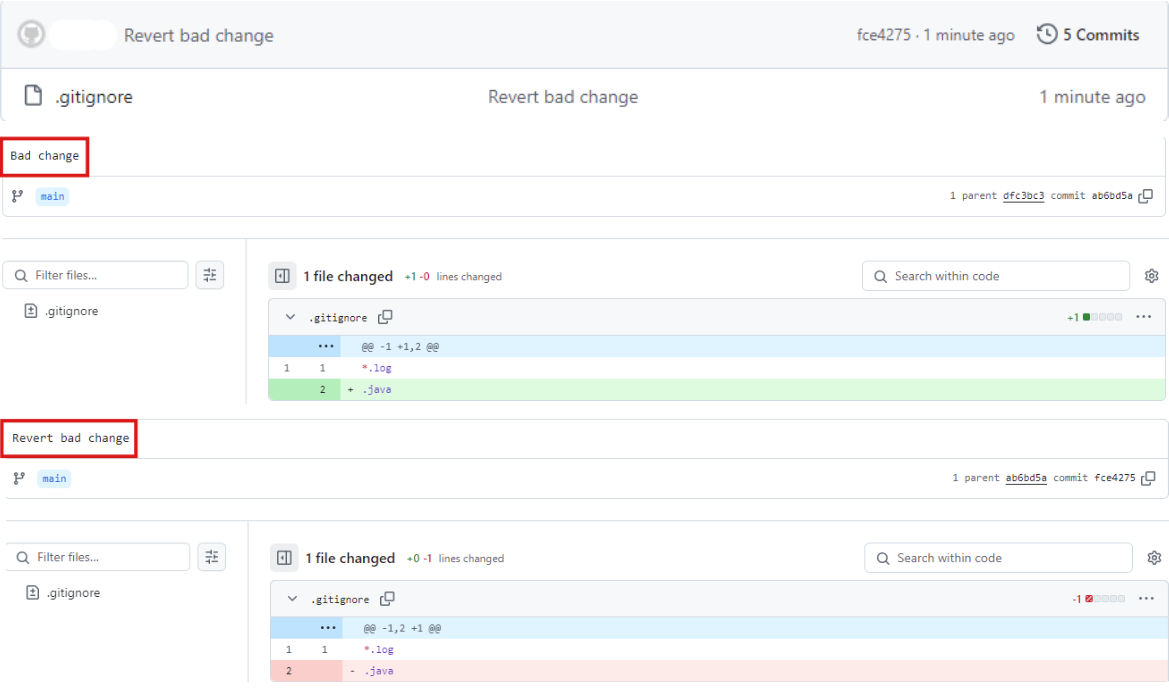 Revert bad change fce4275 · 1 minute ago 5 Commits
.gitignore Revert bad change 1 minute ago
Bad change
main 1 parent dfc3bc3 commit ab6bd5a
Filter files... 1 file changed +1 -0 lines changed Search within code
.gitignore
.gitignore +1
@@ -1 +1,2 @@
1 1 *.log
2 + .java
Revert bad change
main 1 parent ab6bd5a commit fce4275
Filter files... 1 file changed +0 -1 lines changed Search within code
.gitignore
.gitignore -1
@@ -1,2 +1 @@
1 1 *.log
2 - .java